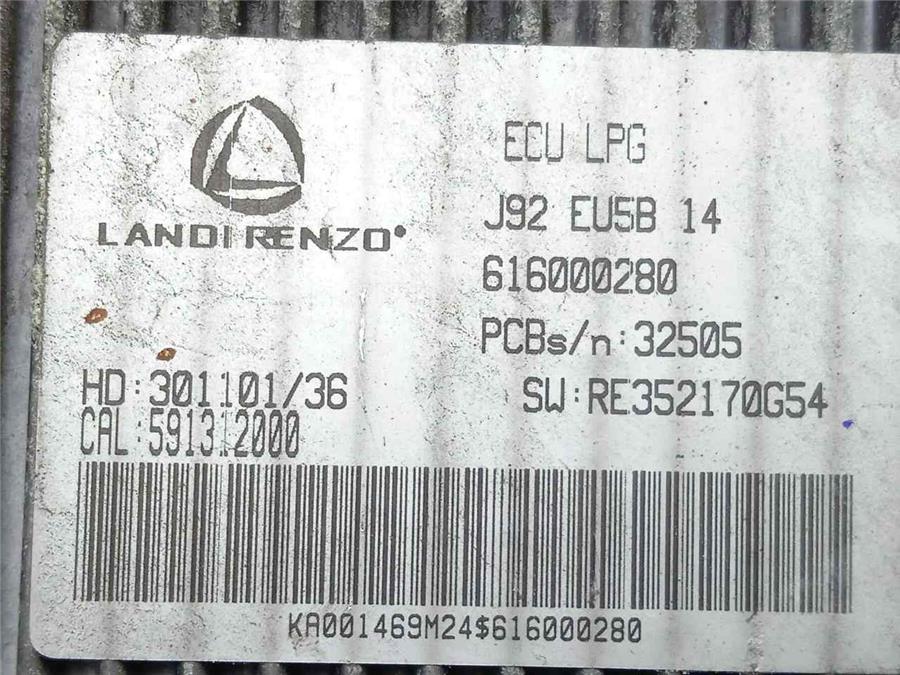 LANDI RENZO®
ECU LPG
J92 EU5B 14
616000280
PCBs/n:32505
HD:301101/36
SW:RE352170G54
CAL:591312000
KA001469M24$616000280